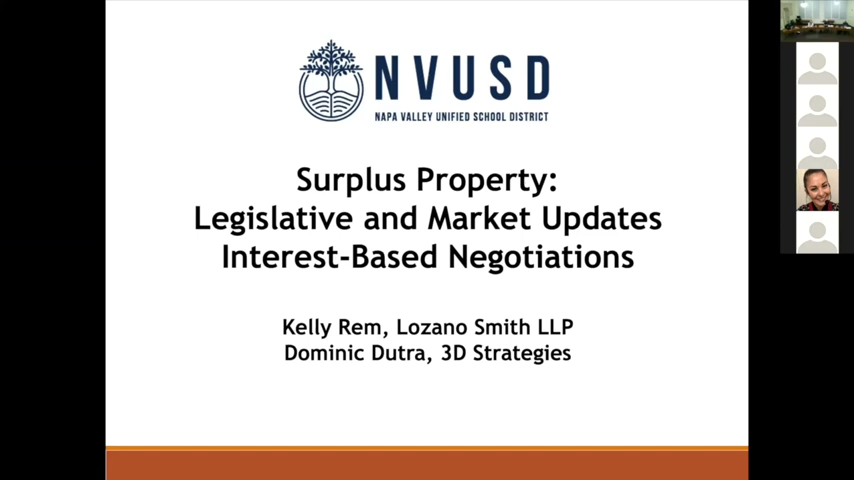 NVUSD
NAPA VALLEY UNIFIED SCHOOL DISTRICT
Surplus Property:
Legislative and Market Updates
Interest-Based Negotiations
Kelly Rem, Lozano Smith LLP
Dominic Dutra, 3D Strategies